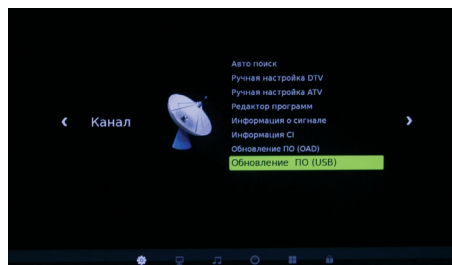 Авто поиск
Ручная настройка DTV
Ручная настройка ATV
Редактор программ
Канал
Информация о сигнале
Информация CI
Обновление ПО (OAD)
Обновление ПО (USB)